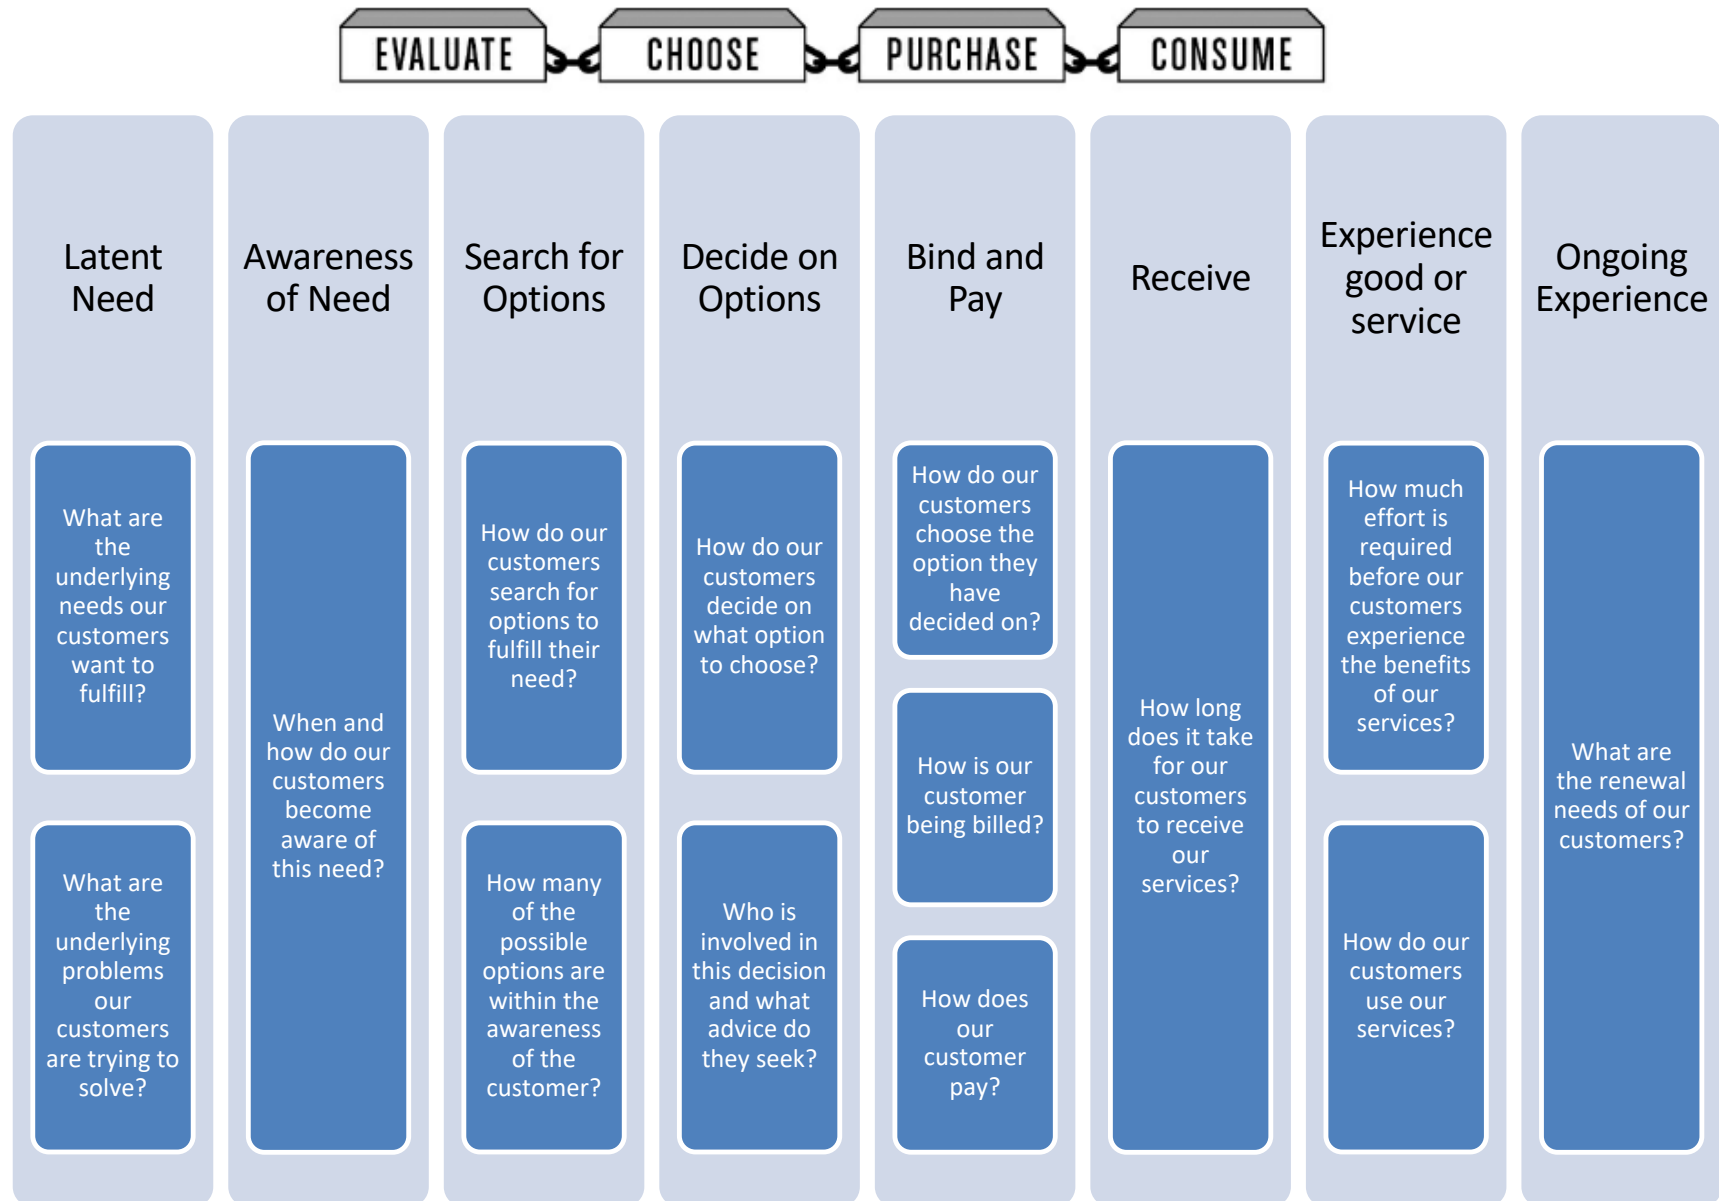 EVALUATE
CHOOSE
PURCHASE
CONSUME
Latent
Need
What are
the
underlying
needs our
customers
want to
fulfill?
What are
the
underlying
problems
our
customers
are trying to
solve?
Awareness
of Need
When and
how do our
customers
become
aware of
this need?
Search for
Options
How do our
customers
search for
options to
fulfill their
need?
How many
of the
possible
options are
within the
awareness
of the
customer?
Decide on
Options
How do our
customers
decide on
what option
to choose?
Who is
involved in
this decision
and what
advice do
they seek?
Bind and
Pay
How do our
customers
choose the
option they
have
decided on?
How is our
customer
being billed?
How does
our
customer
pay?
Receive
How long
does it take
for our
customers
to receive
our
services?
Experience
good or
service
How much
effort is
required
before our
customers
experience
the benefits
of our
services?
How do our
customers
use our
services?
Ongoing
Experience
What are
the renewal
needs of our
customers?